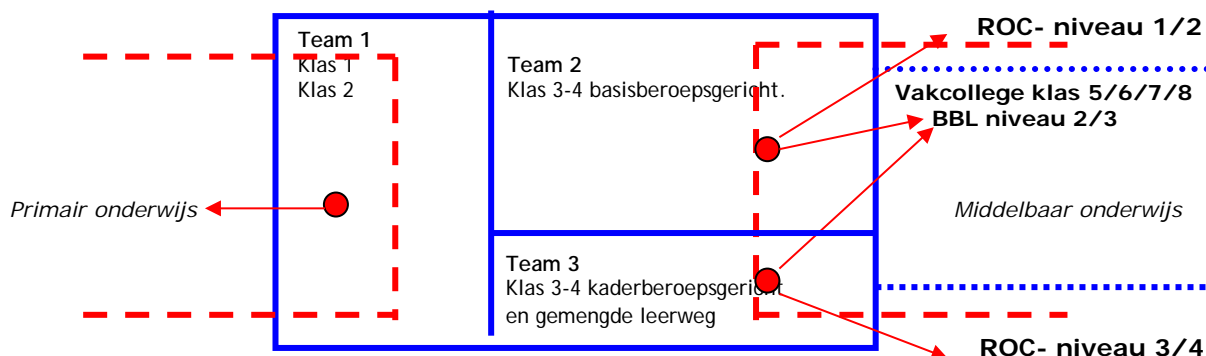 Team 1
Klas 1
Klas 2
Team 2
Klas 3-4 basisberoepsgericht.
Team 3
Klas 3-4 kaderberoepsgericht
en gemengde leerweg
Primair onderwijs
ROC- niveau 1/2
Vakcollege klas 5/6/7/8
BBL niveau 2/3
Middelbaar onderwijs
ROC- niveau 3/4